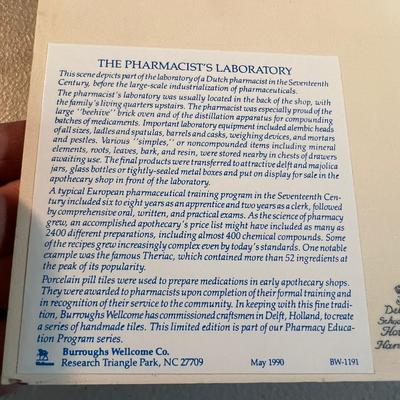 THE PHARMACIST'S LABORATORY
This scene depicts part of the laboratory of a Dutch pharmacist in the Seventeenth
Century, before the large-scale industrialization of pharmaceuticals.
The pharmacist's laboratory was usually located in the back of the shop, with
the family's living quarters upstairs. The pharmacist was especially proud of the
large "beehive" brick oven and of the distillation apparatus for compounding
batches of medicaments. Important laboratory equipment included alembic heads
of all sizes, ladles and spatulas, barrels and casks, weighing devices, and mortars
and pestles. Various "simples," or noncompounded items including mineral
elements, roots, leaves, bark, and resin, were stored nearby in chests of drawers
awaiting use. The final products were transferred to attractive delft and majolica
jars, glass bottles or tightly-sealed metal boxes and put on display for sale in the
apothecary shop in front of the laboratory.
A typical European pharmaceutical training program in the Seventeenth Cen-
tury included six to eight years as an apprentice and two years as a clerk, followed
by comprehensive oral, written, and practical exams. As the science of pharmacy
grew, an accomplished apothecary's price list might have included as many as
2400 different preparations, including almost 400 chemical compounds. Some
of the recipes grew increasingly complex even by today's standards. One notable
example was the famous Theriac, which contained more than 52 ingredients at
the peak of its popularity.
Porcelain pill tiles were used to prepare medications in early apothecary shops.
They were awarded to pharmacists upon completion of their formal training and
in recognition of their service to the community. In keeping with this fine tradi-
tion, Burroughs Wellcome has commissioned craftsmen in Delft, Holland, to create
a series of handmade tiles. This limited edition is part of our Pharmacy Educa-
tion Program series.
Burroughs Wellcome Co.
Research Triangle Park, NC 27709 May 1990 BW-1191